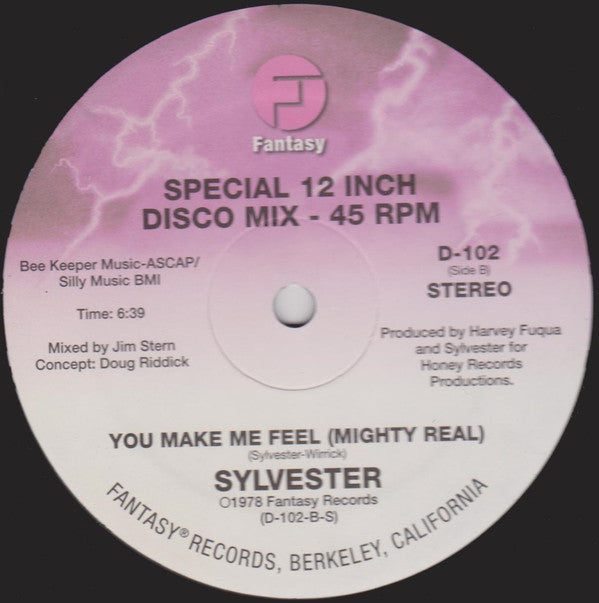 Fantasy
SPECIAL 12 INCH
DISCO MIX - 45 RPM
Bee Keeper Music-ASCAP/
Silly Music BMI
Time: 6:39
Mixed by Jim Stern
Concept: Doug Riddick
D-102
(Side B)
STEREO
Produced by Harvey Fuqua
and Sylvester for
Honey Records
Productions.
YOU MAKE ME FEEL (MIGHTY REAL)
(Sylvester-Wirrick)
SYLVESTER
O1978 Fantasy Records
(D-102-B-S)
FANTASY® RECORDS, BERKELEY, CALIFORNIA